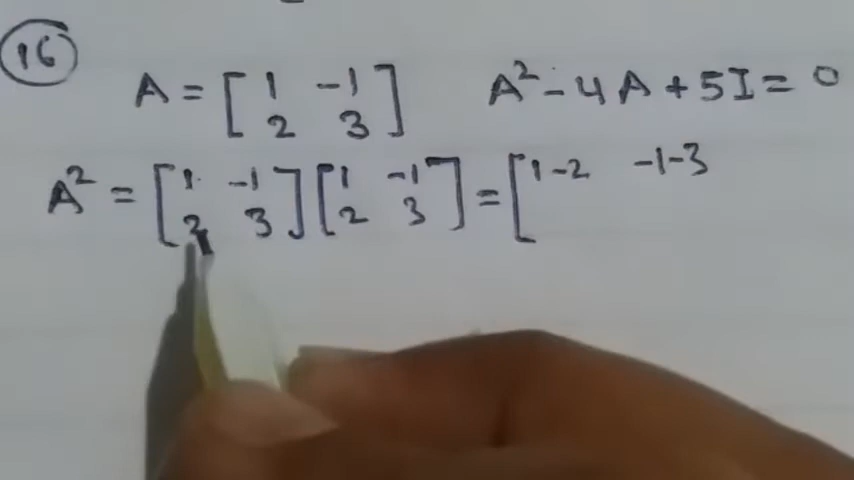 16
A = [ 1 -1 A² - 4A + 5I = 0
2 3 ]
A² = [ 1 -1 [ 1 -1 = [ 1-2 -1-3
2 3 ] 2 3 ]